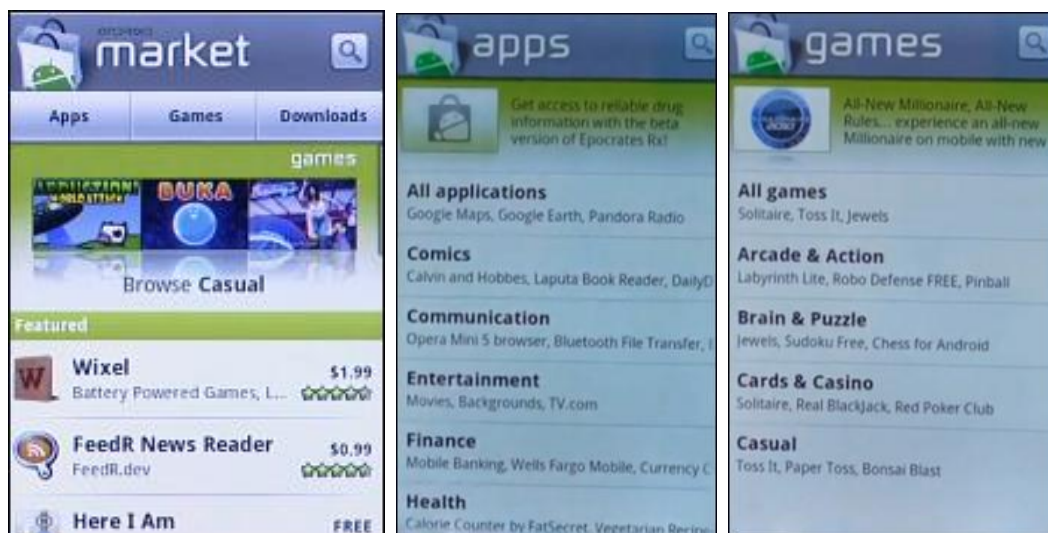 ANDROID
market
Apps Games Downloads
games
BUKA
Browse Casual
Featured
Wixel $1.99
Battery Powered Games, L...
FeedR News Reader $0.99
FeedR.dev
Here I Am FREE
apps
Get access to reliable drug
information with the beta
version of Epocrates Rx!
All applications
Google Maps, Google Earth, Pandora Radio
Comics
Calvin and Hobbes, Laputa Book Reader, DailyD
Communication
Opera Mini 5 browser, Bluetooth File Transfer,
Entertainment
Movies, Backgrounds, TV.com
Finance
Mobile Banking, Wells Fargo Mobile, Currency C
Health
Calorie Counter by FatSecret, Vegetarian Recipe
games
All-New Millionaire, All-New
Rules... experience an all-new
Millionaire on mobile with new
All games
Solitaire, Toss It, Jewels
Arcade & Action
Labyrinth Lite, Robo Defense FREE, Pinball
Brain & Puzzle
Jewels, Sudoku Free, Chess for Android
Cards & Casino
Solitaire, Real BlackJack, Red Poker Club
Casual
Toss It, Paper Toss, Bonsai Blast